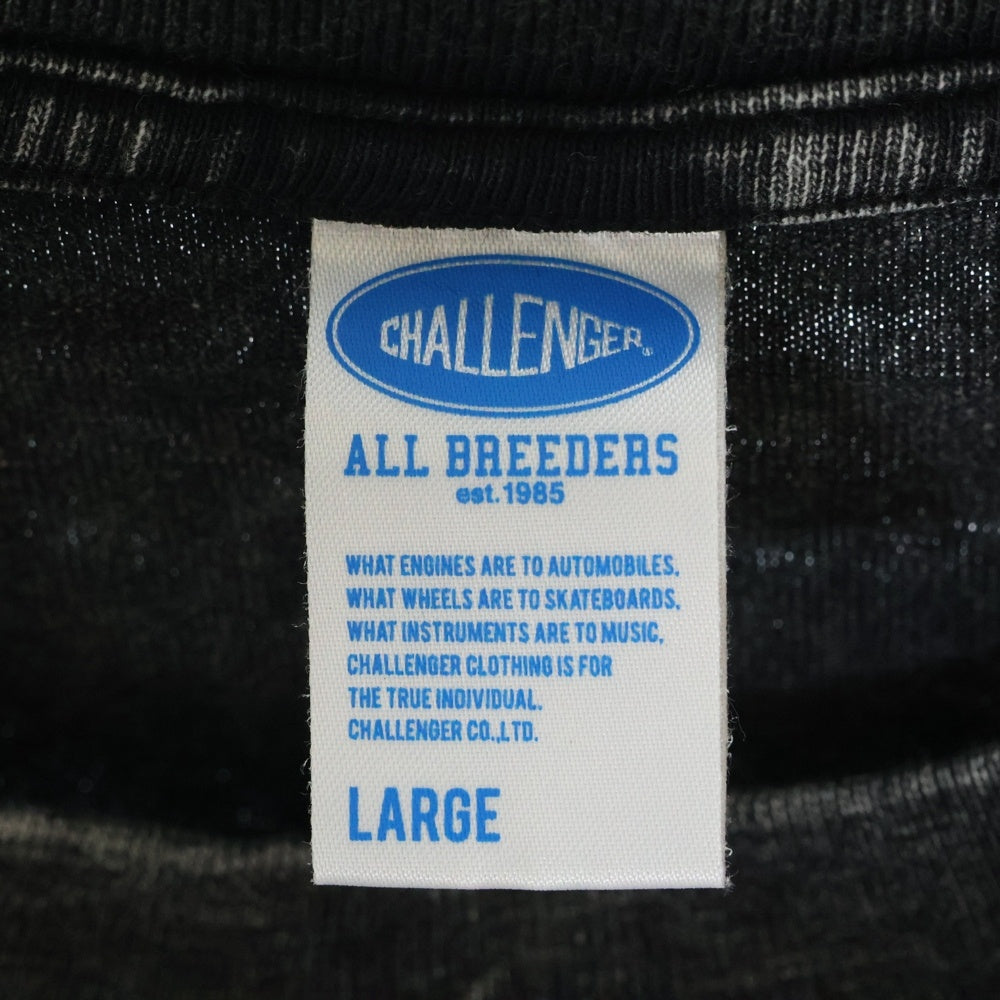 CHALLENGER®
ALL BREEDERS
est.1985
WHAT ENGINES ARE TO AUTOMOBILES.
WHAT WHEELS ARE TO SKATEBOARDS.
WHAT INSTRUMENTS ARE TO MUSIC,
CHALLENGER CLOTHING IS FOR
THE TRUE INDIVIDUAL.
CHALLENGER CO.,LTD.
LARGE